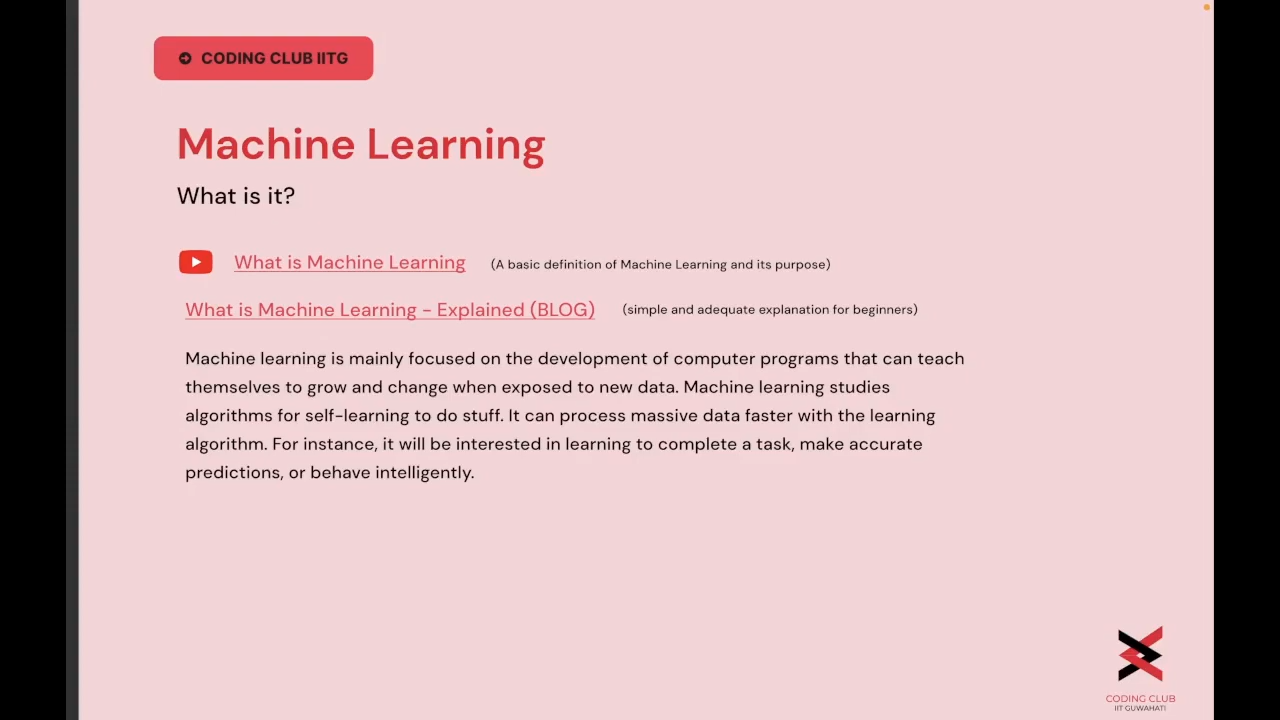 CODING CLUB IITG
Machine Learning
What is it?
What is Machine Learning (A basic definition of Machine Learning and its purpose)
What is Machine Learning - Explained (BLOG) (simple and adequate explanation for beginners)
Machine learning is mainly focused on the development of computer programs that can teach
themselves to grow and change when exposed to new data. Machine learning studies
algorithms for self-learning to do stuff. It can process massive data faster with the learning
algorithm. For instance, it will be interested in learning to complete a task, make accurate
predictions, or behave intelligently.
CODING CLUB
IIT GUWAHATI